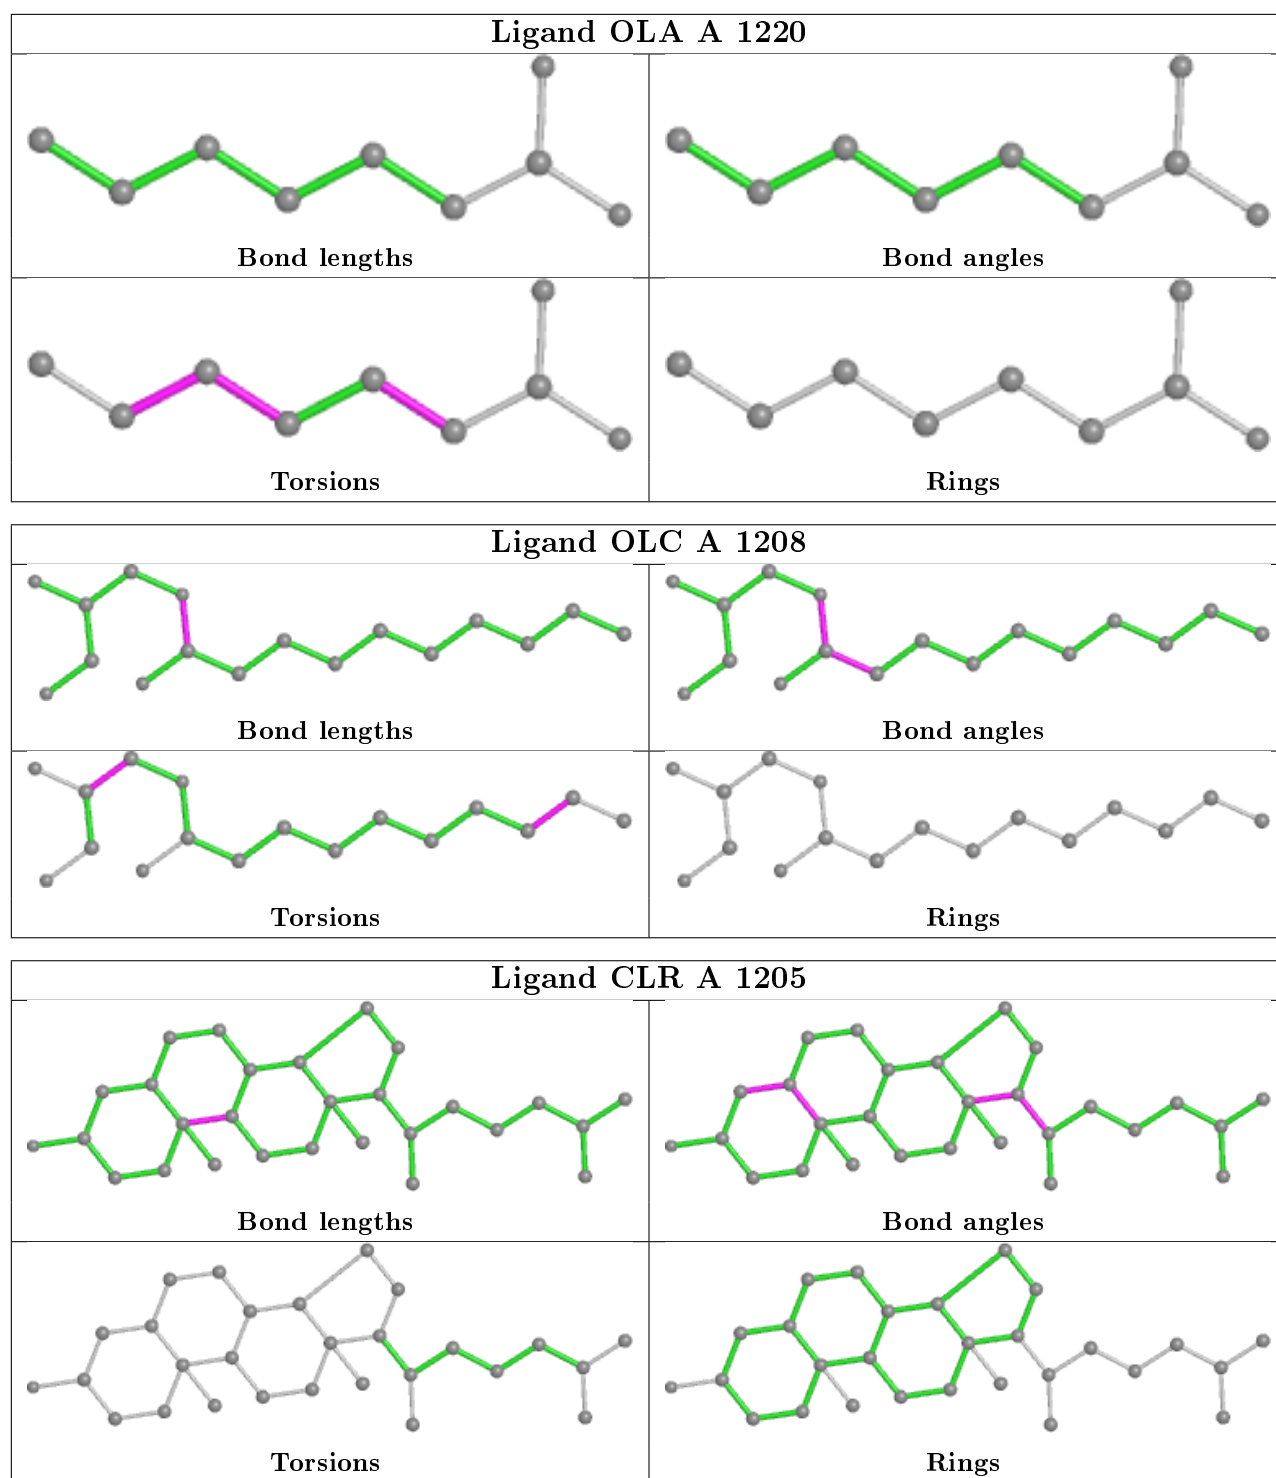 Ligand OLA A 1220
Bond lengths
Bond angles
Torsions
Rings
Ligand OLC A 1208
Bond lengths
Bond angles
Torsions
Rings
Ligand CLR A 1205
Bond lengths
Bond angles
Torsions
Rings